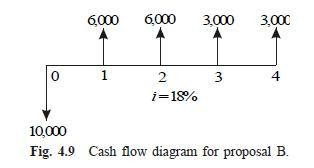 6,000 6,000 3,000 3,000
0 1 2 3 4
i=18%
10,000
Fig. 4.9 Cash flow diagram for proposal B.